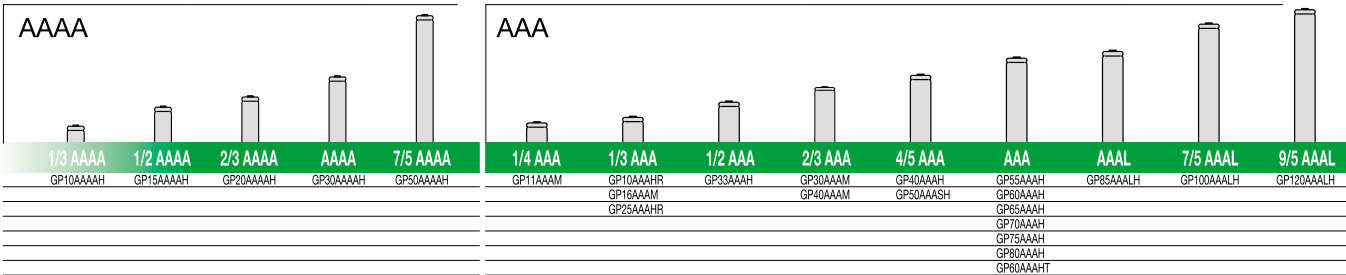 AAAA
1/3 AAAA 1/2 AAAA 2/3 AAAA AAAA 7/5 AAAA
GP10AAAAH GP15AAAAH GP20AAAAH GP30AAAAH GP50AAAAH
AAA
1/4 AAA 1/3 AAA 1/2 AAA 2/3 AAA 4/5 AAA AAA AAAL 7/5 AAAL 9/5 AAAL
GP11AAAM GP10AAAHR GP33AAAH GP30AAAM GP40AAAH GP55AAAH GP85AAALH GP100AAALH GP120AAALH
GP16AAAM GP40AAAM GP50AAASH GP60AAAH
GP25AAAHR GP65AAAH
GP70AAAH
GP75AAAH
GP80AAAH
GP60AAAHT